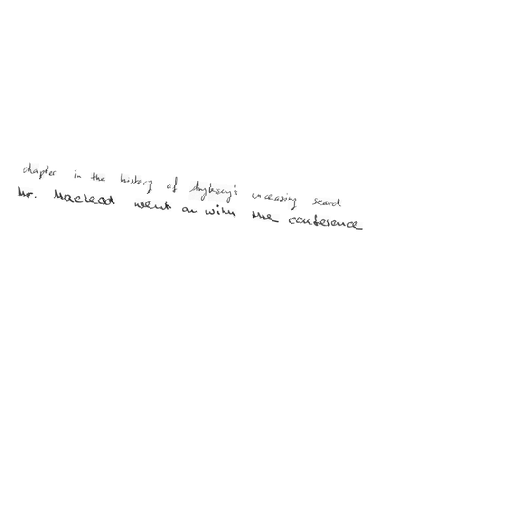 chapter in the history of Anglesey's unceasing search
Mr. Macleod went on with the conference